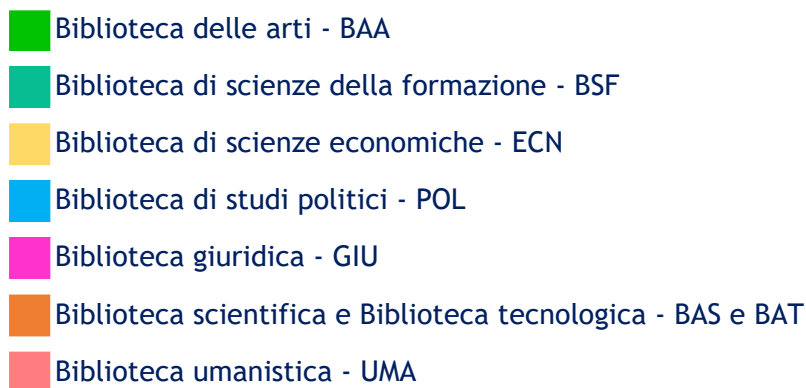 Biblioteca delle arti - BAA
Biblioteca di scienze della formazione - BSF
Biblioteca di scienze economiche - ECN
Biblioteca di studi politici - POL
Biblioteca giuridica - GIU
Biblioteca scientifica e Biblioteca tecnologica - BAS e BAT
Biblioteca umanistica - UMA